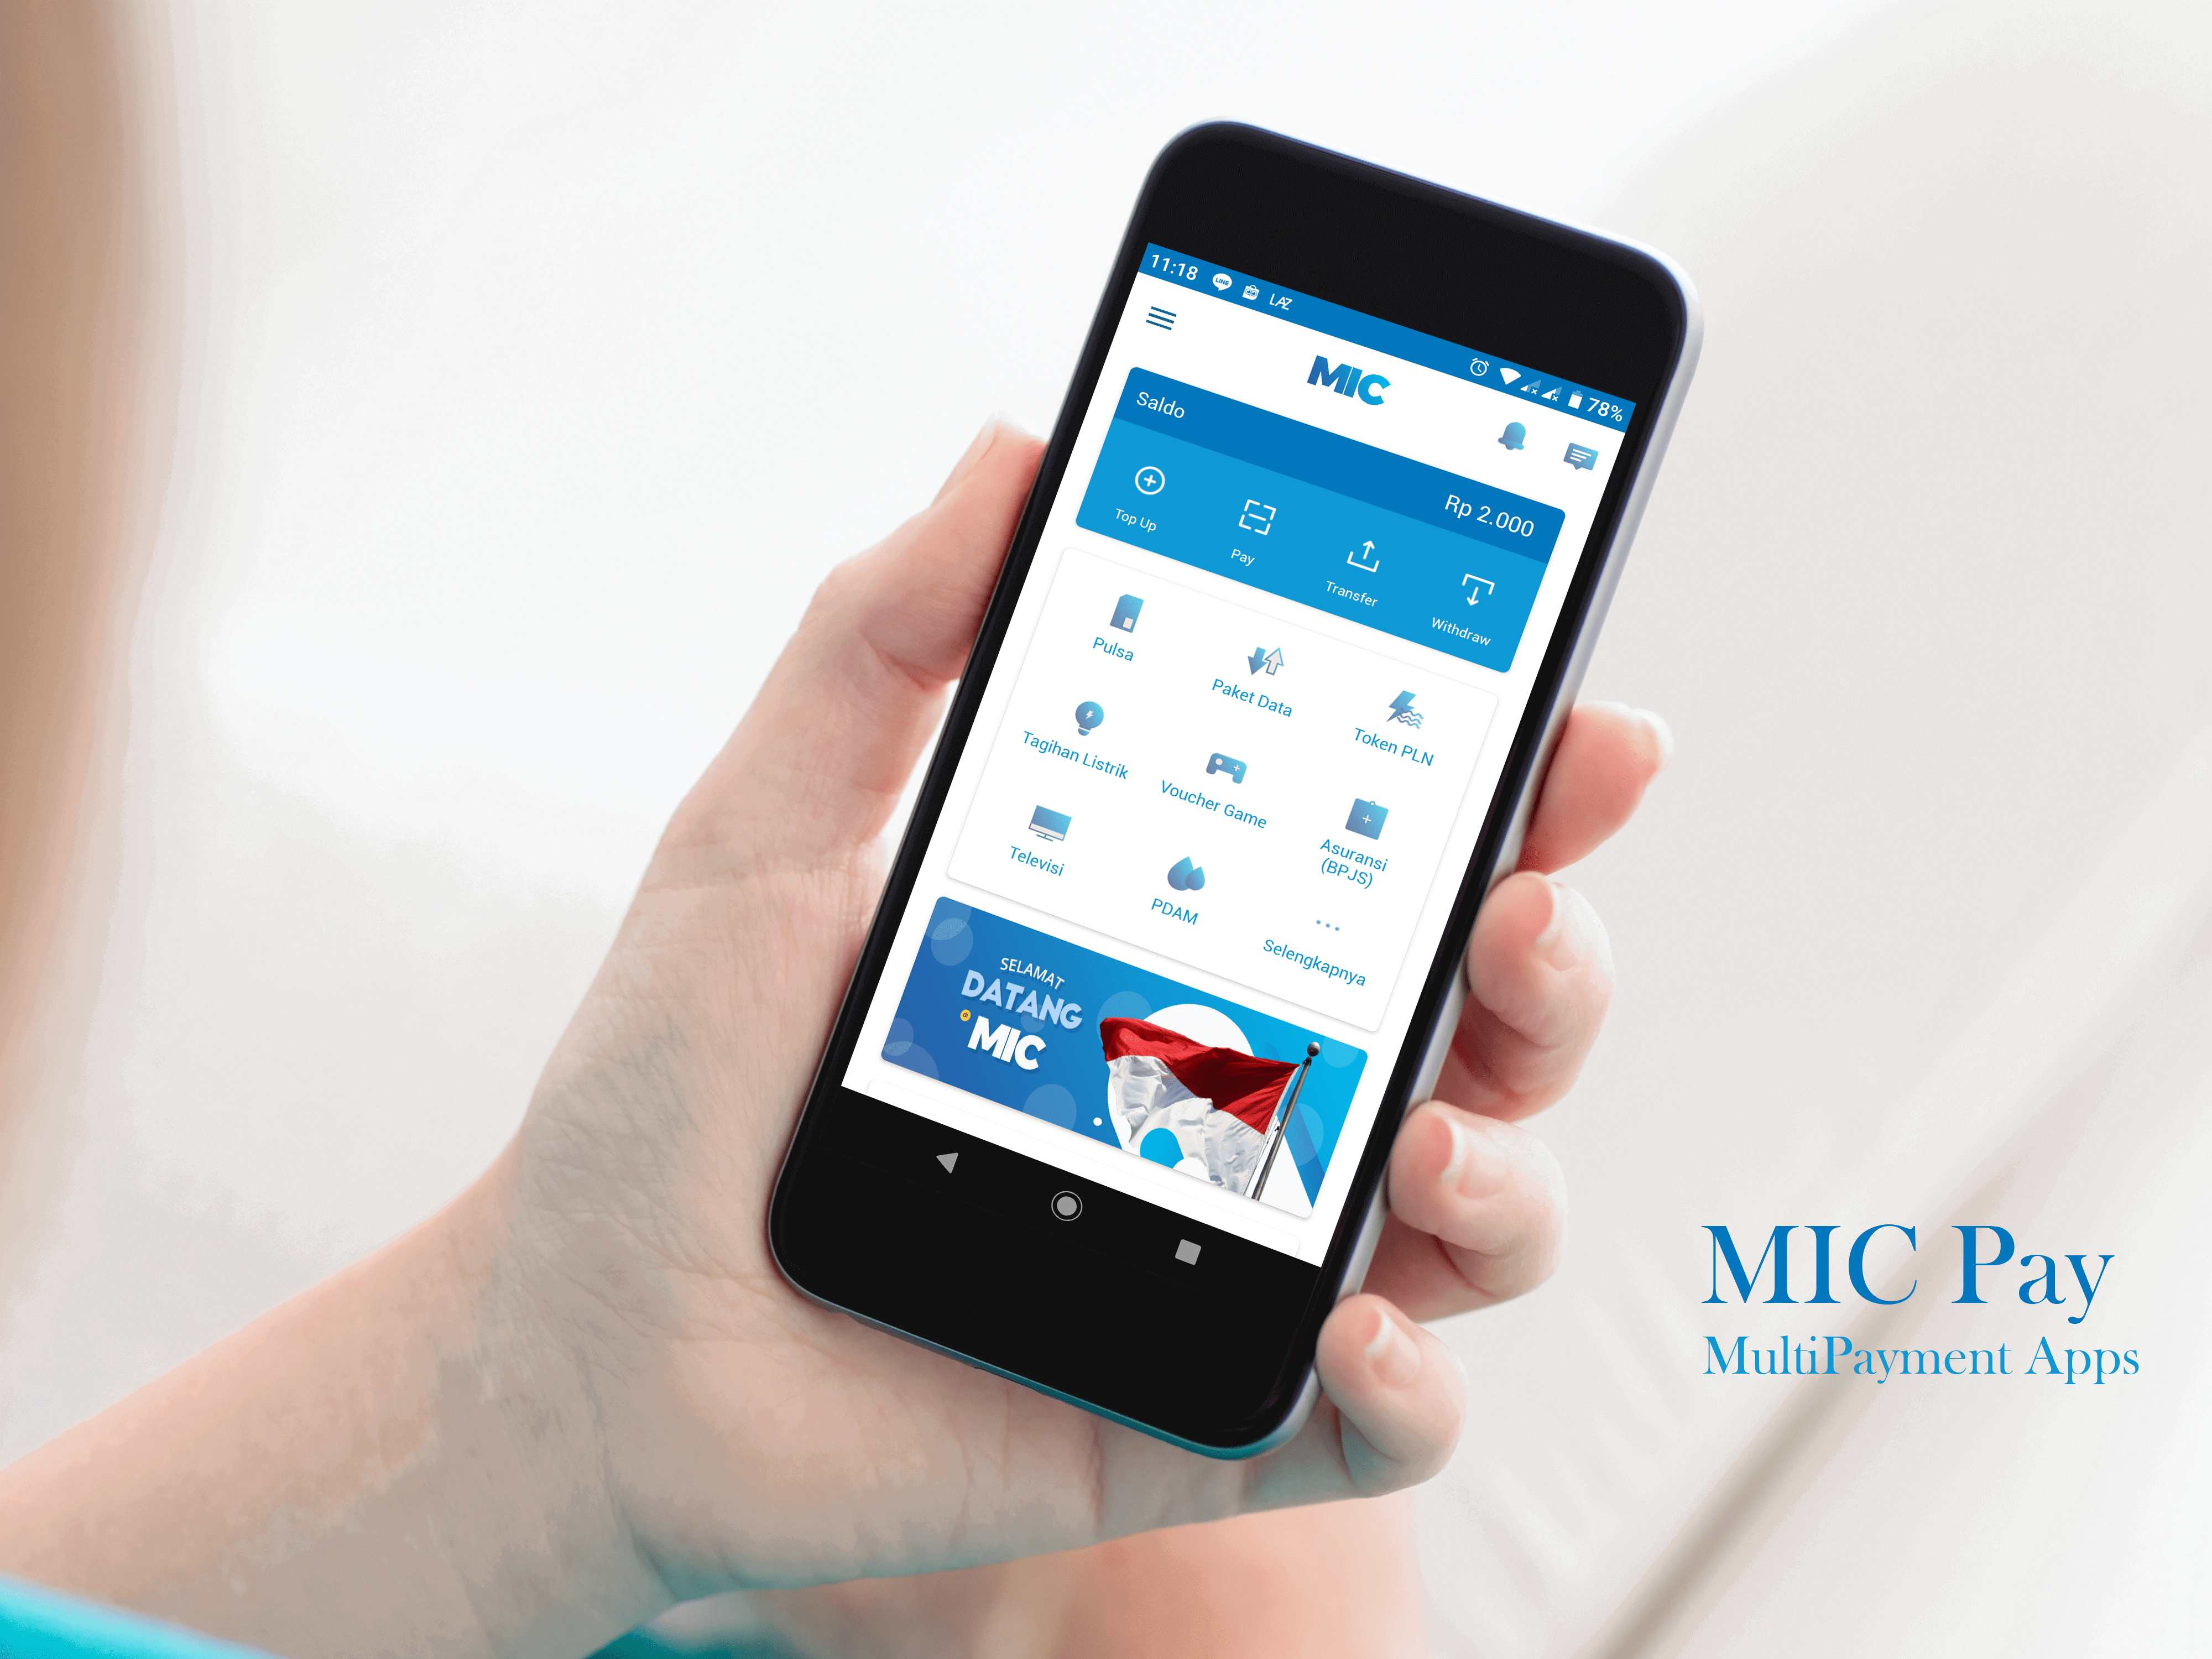 11:18 LINE LAZ 78%
MIC
Saldo
Rp 2.000
Top Up
Pay
Transfer
Withdraw
Pulsa
Paket Data
Token PLN
Tagihan Listrik
Voucher Game
Asuransi
(BPJS)
Televisi
PDAM
Selengkapnya
SELAMAT
DATANG
di
MIC
MIC Pay
MultiPayment Apps